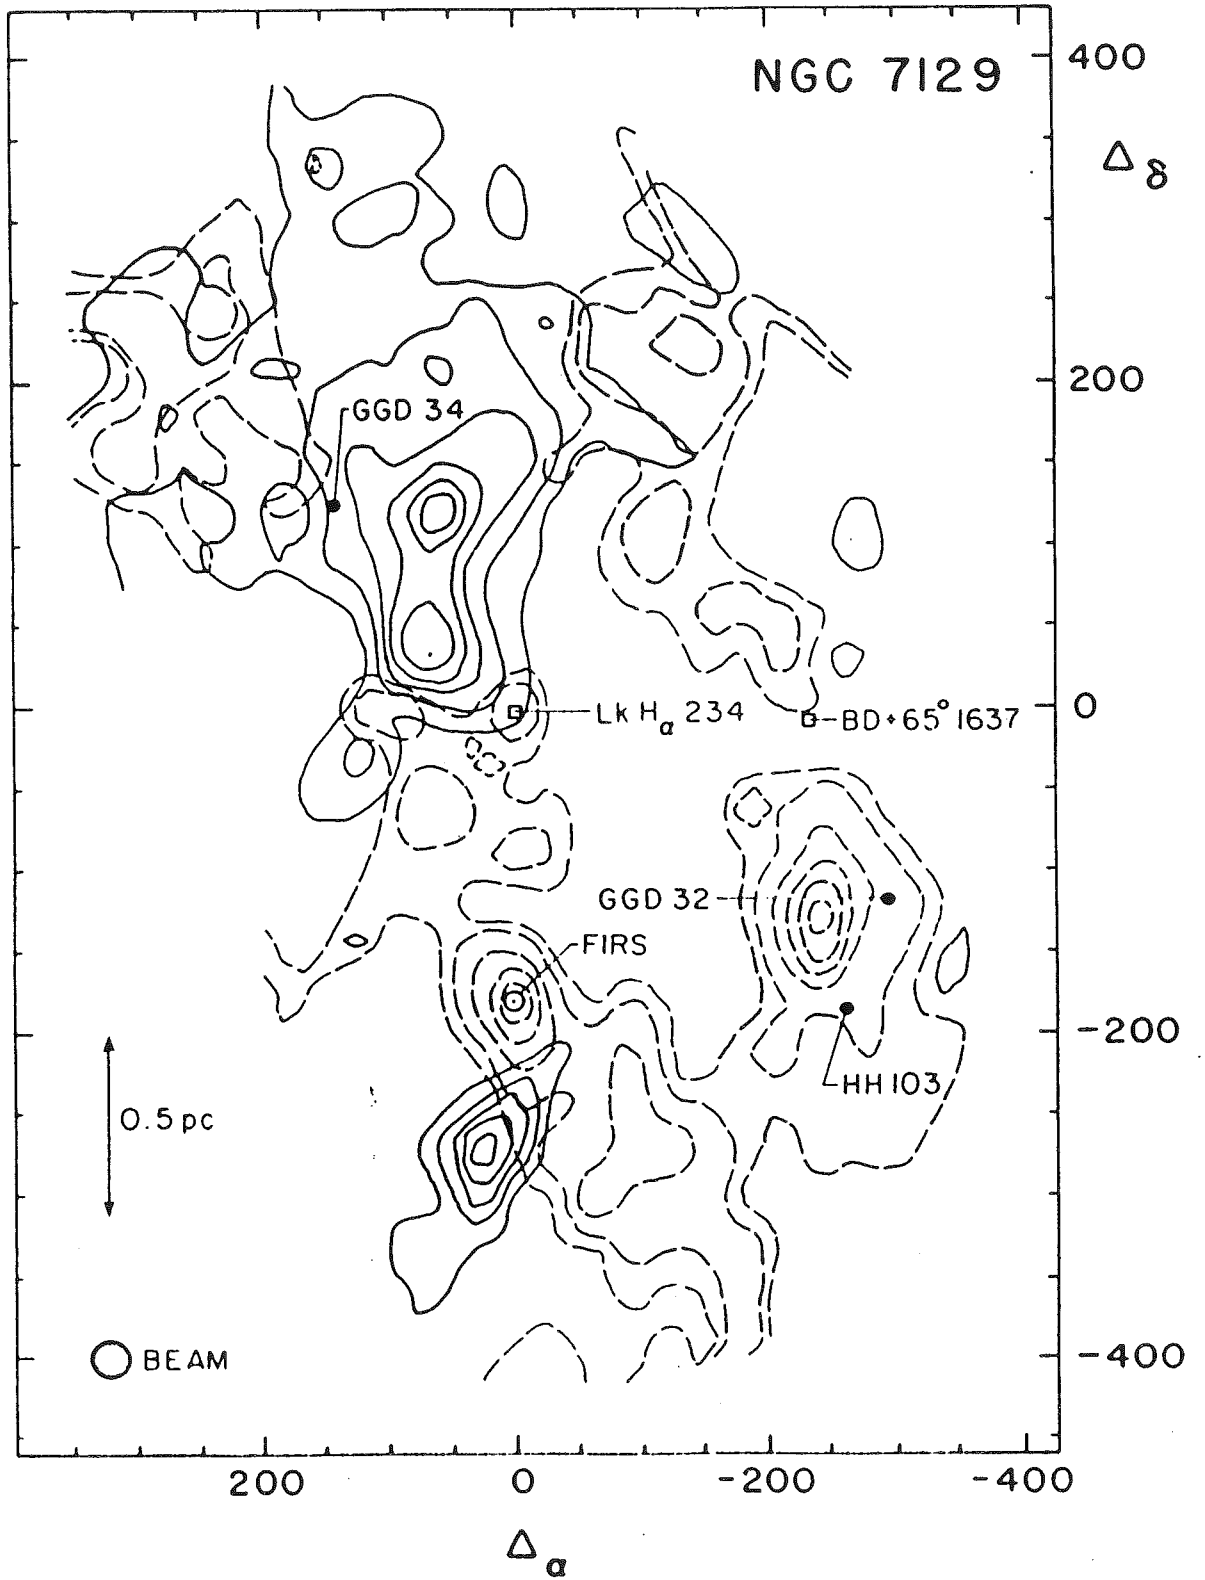 NGC 7129
400
Δδ
200
GGD 34
LkHα 234
0
BD+65°1637
GGD 32
FIRS
-200
HH103
0.5 pc
BEAM
-400
200 0 -200 -400
Δα